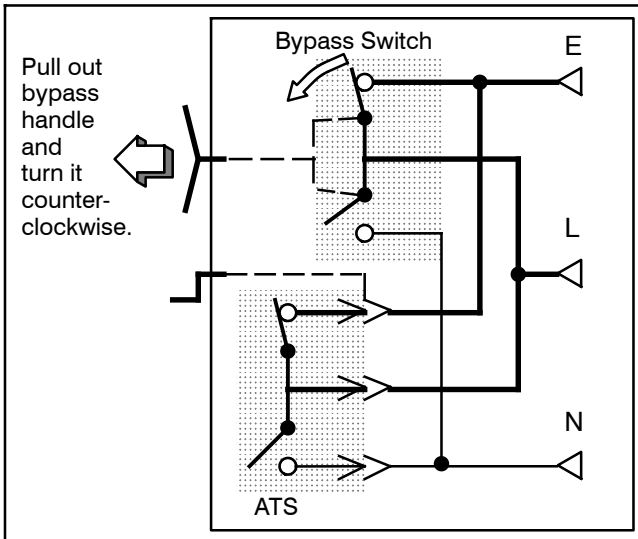 Bypass Switch
E
Pull out
bypass
handle
and
turn it
counter-
clockwise.
L
N
ATS